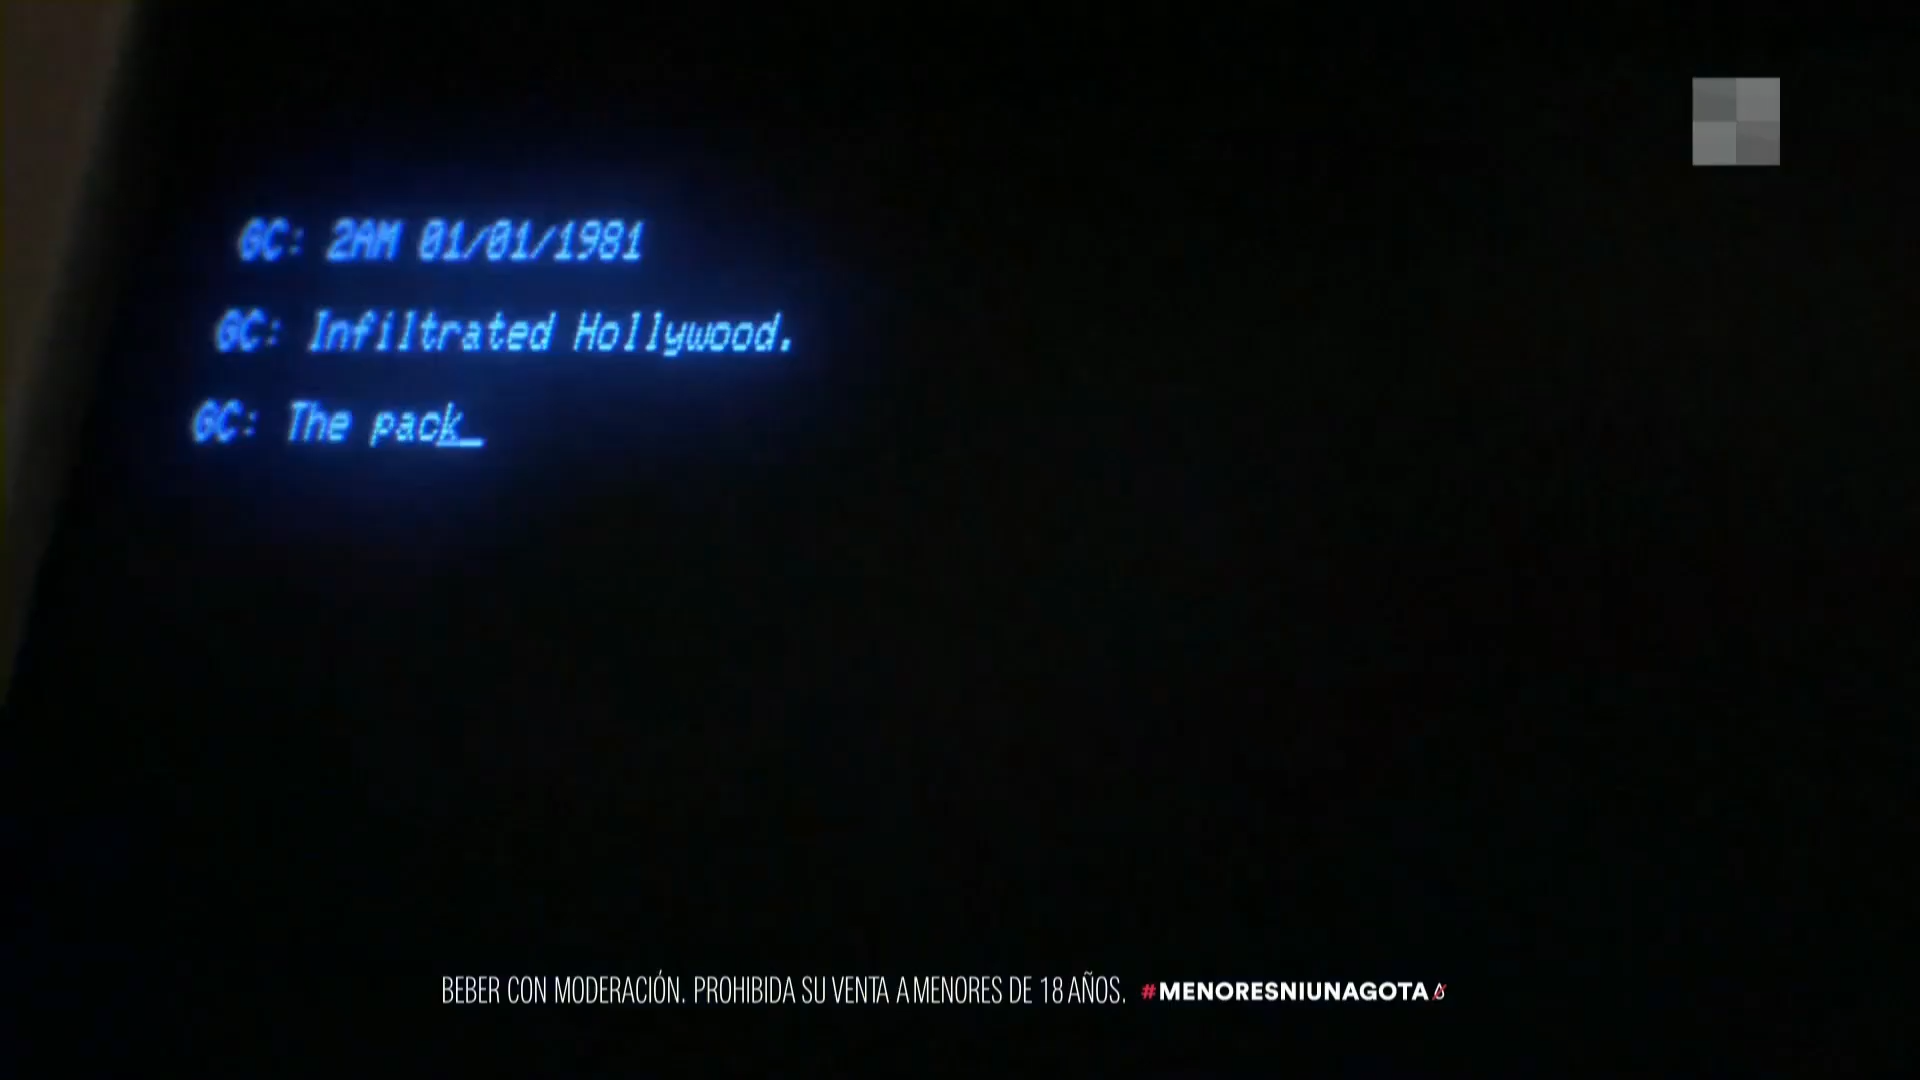 GC: 2AM 01/01/1981
GC: Infiltrated Hollywood.
GC: The pack_
BEBER CON MODERACIÓN. PROHIBIDA SU VENTA A MENORES DE 18 AÑOS. #MENORESNIUNAGOTA